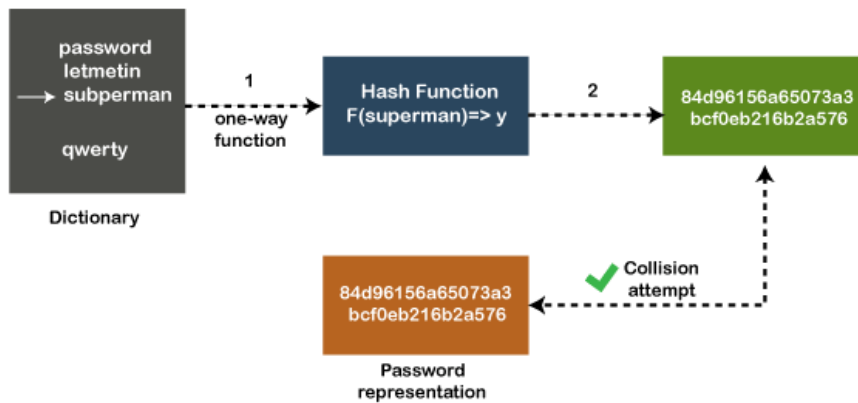 password
letmetin
subperman
qwerty
Dictionary
1
one-way
function
Hash Function
F(superman)=> y
2
84d96156a65073a3
bcf0eb216b2a576
84d96156a65073a3
bcf0eb216b2a576
Collision
attempt
Password
representation